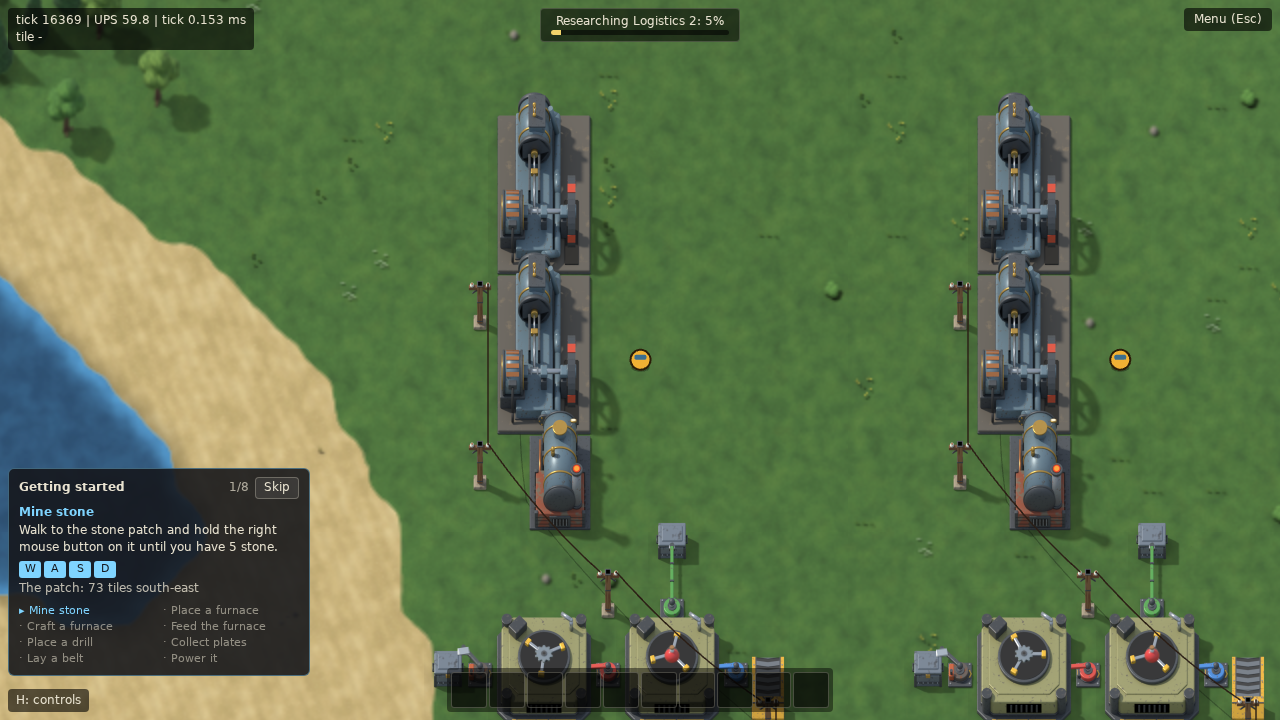 tick 16369 | UPS 59.8 | tick 0.153 ms
tile -
Researching Logistics 2: 5%
Menu (Esc)
Getting started
1/8
Skip
Mine stone
Walk to the stone patch and hold the right
mouse button on it until you have 5 stone.
W A S D
The patch: 73 tiles south-east
▸ Mine stone
· Craft a furnace
· Place a drill
· Lay a belt
· Place a furnace
· Feed the furnace
· Collect plates
· Power it
H: controls